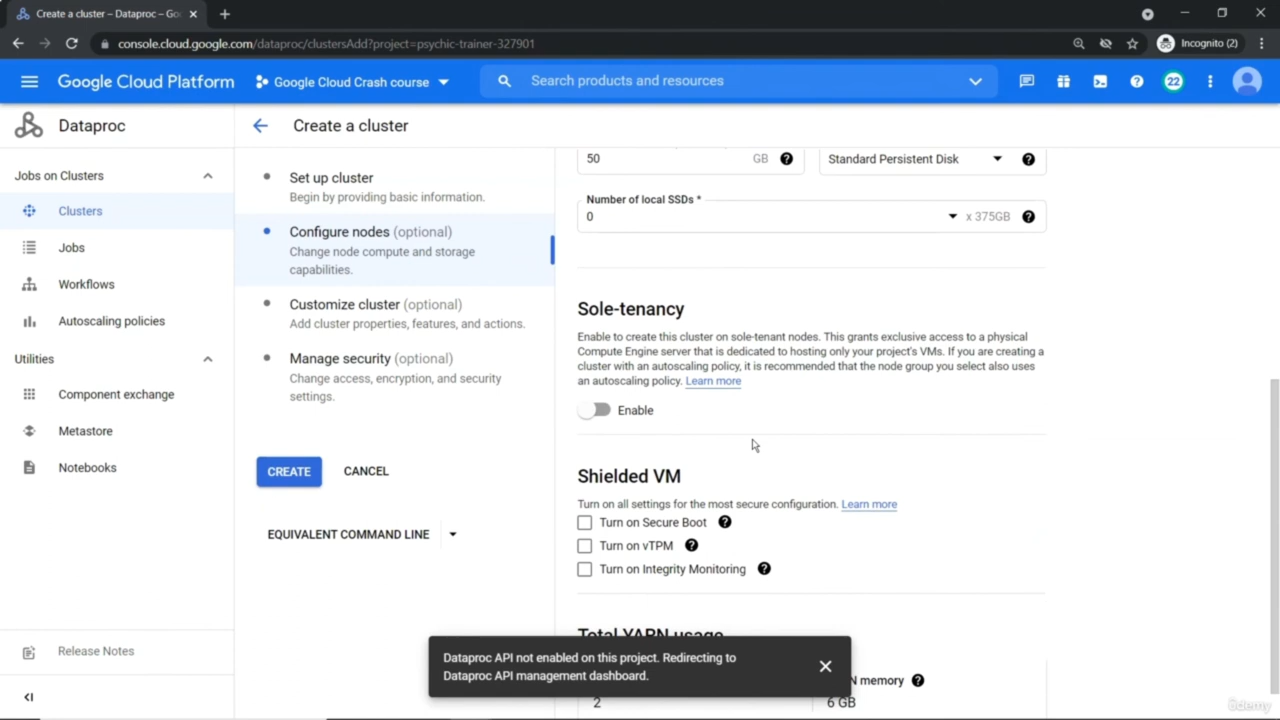 Create a cluster – Dataproc – Go
console.cloud.google.com/dataproc/clustersAdd?project=psychic-trainer-327901
Incognito (2)
Google Cloud Platform
Google Cloud Crash course
Search products and resources
22
Dataproc
Jobs on Clusters
Clusters
Jobs
Workflows
Autoscaling policies
Utilities
Component exchange
Metastore
Notebooks
Release Notes
Create a cluster
Set up cluster
Begin by providing basic information.
Configure nodes (optional)
Change node compute and storage
capabilities.
Customize cluster (optional)
Add cluster properties, features, and actions.
Manage security (optional)
Change access, encryption, and security
settings.
CREATE
CANCEL
EQUIVALENT COMMAND LINE
50 GB
Standard Persistent Disk
Number of local SSDs *
0 x 375GB
Sole-tenancy
Enable to create this cluster on sole-tenant nodes. This grants exclusive access to a physical
Compute Engine server that is dedicated to hosting only your project's VMs. If you are creating a
cluster with an autoscaling policy, it is recommended that the node group you select also uses
an autoscaling policy. Learn more
Enable
Shielded VM
Turn on all settings for the most secure configuration. Learn more
Turn on Secure Boot
Turn on vTPM
Turn on Integrity Monitoring
Total YARN usage
memory
2
6 GB
Dataproc API not enabled on this project. Redirecting to
Dataproc API management dashboard.
ûdemy